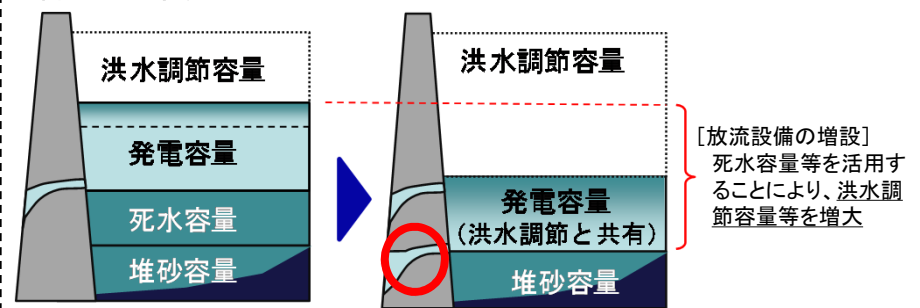 洪水調節容量
発電容量
死水容量
堆砂容量
洪水調節容量
発電容量
(洪水調節と共有)
堆砂容量
[放流設備の増設]
死水容量等を活用す
ることにより、洪水調
節容量等を増大